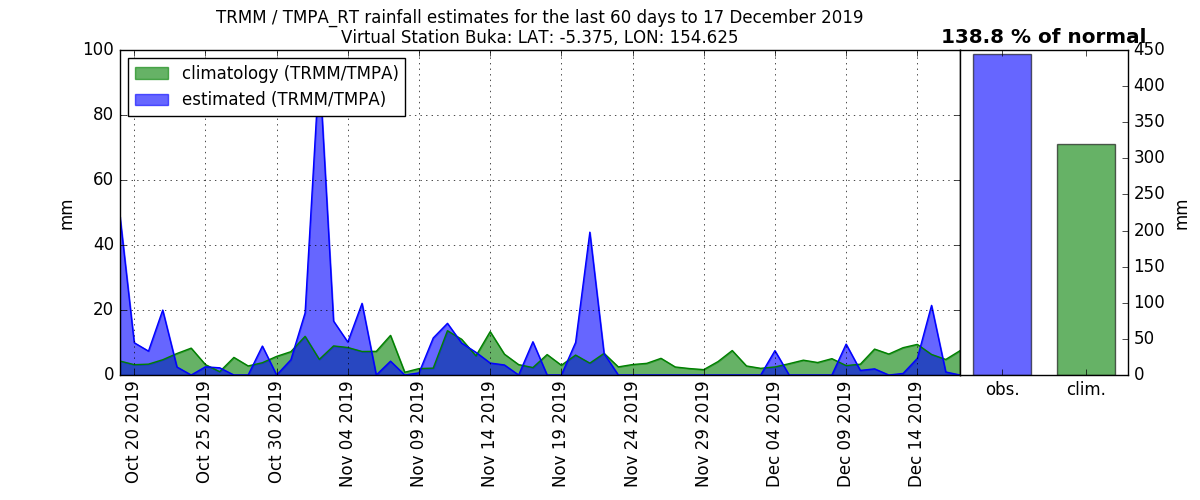 TRMM / TMPA_RT rainfall estimates for the last 60 days to 17 December 2019
Virtual Station Buka: LAT: -5.375, LON: 154.625
138.8 % of normal
climatology (TRMM/TMPA)
estimated (TRMM/TMPA)
100
80
60
40
20
0
mm
450
400
350
300
250
200
150
100
50
0
mm
Oct 20 2019
Oct 25 2019
Oct 30 2019
Nov 04 2019
Nov 09 2019
Nov 14 2019
Nov 19 2019
Nov 24 2019
Nov 29 2019
Dec 04 2019
Dec 09 2019
Dec 14 2019
obs.
clim.